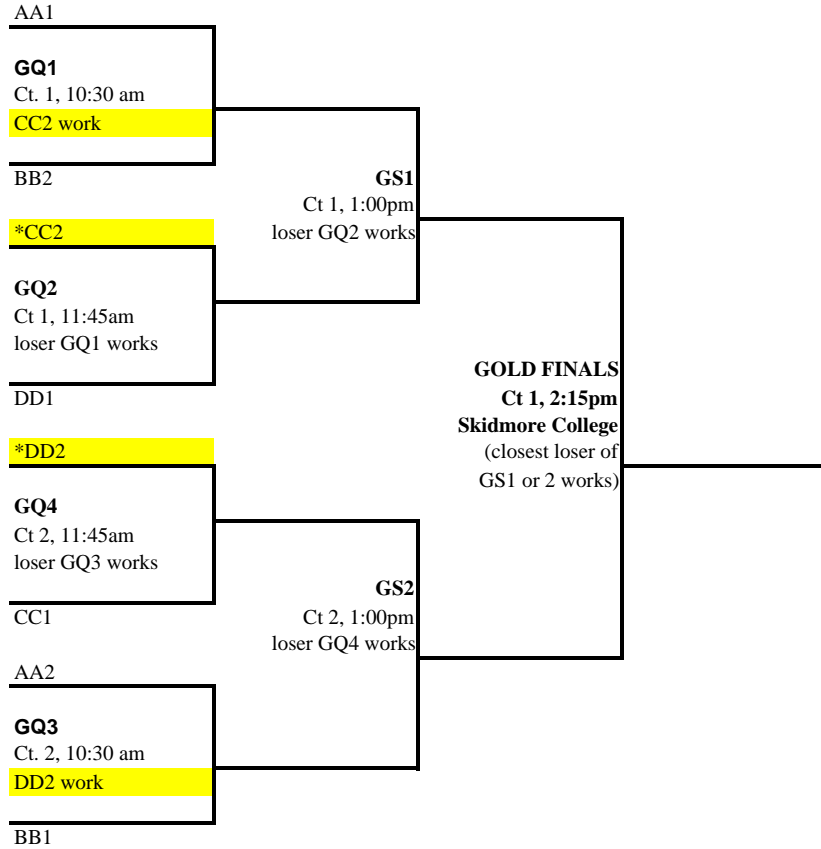 AA1
GQ1
Ct. 1, 10:30 am
CC2 work
BB2
*CC2
GQ2
Ct 1, 11:45am
loser GQ1 works
DD1
*DD2
GQ4
Ct 2, 11:45am
loser GQ3 works
CC1
AA2
GQ3
Ct. 2, 10:30 am
DD2 work
BB1
GS1
Ct 1, 1:00pm
loser GQ2 works
GS2
Ct 2, 1:00pm
loser GQ4 works
GOLD FINALS
Ct 1, 2:15pm
Skidmore College
(closest loser of
GS1 or 2 works)